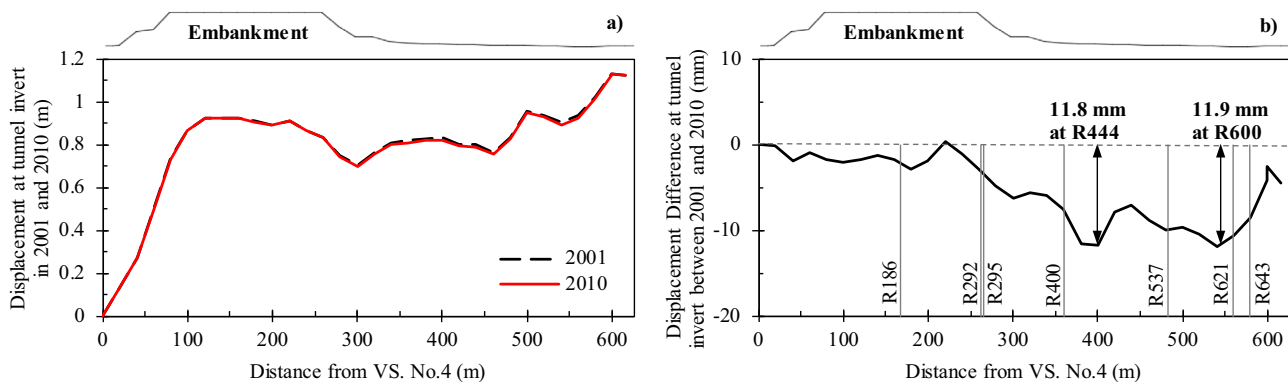 a)
Embankment
Displacement at tunnel invert
in 2001 and 2010 (m)
1.2
1
0.8
0.6
0.4
0.2
0
2001
2010
0 100 200 300 400 500 600
Distance from VS. No.4 (m)
b)
Embankment
Displacement Difference at tunnel
invert between 2001 and 2010 (mm)
10
0
-10
-20
11.8 mm
at R444
11.9 mm
at R600
R186
R292
R295
R400
R537
R621
R643
0 100 200 300 400 500 600
Distance from VS. No.4 (m)